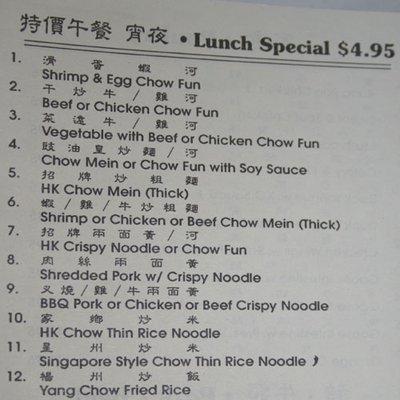 特價午餐 宵夜 • Lunch Special $4.95
1. 滑蛋蝦河
Shrimp & Egg Chow Fun
2. 干炒牛/雞河
Beef or Chicken Chow Fun
3. 菜遠牛/雞河
Vegetable with Beef or Chicken Chow Fun
4. 豉油皇炒麵/河
Chow Mein or Chow Fun with Soy Sauce
5. 招牌炒粗麵
HK Chow Mein (Thick)
6. 蝦/雞/牛炒粗麵
Shrimp or Chicken or Beef Chow Mein (Thick)
7. 招牌兩面黃/河
HK Crispy Noodle or Chow Fun
8. 肉絲兩面黃
Shredded Pork w/ Crispy Noodle
9. 叉燒/雞/牛兩面黃
BBQ Pork or Chicken or Beef Crispy Noodle
10. 家鄉炒米
HK Chow Thin Rice Noodle
11. 星州炒米
Singapore Style Chow Thin Rice Noodle
12. 楊州炒飯
Yang Chow Fried Rice